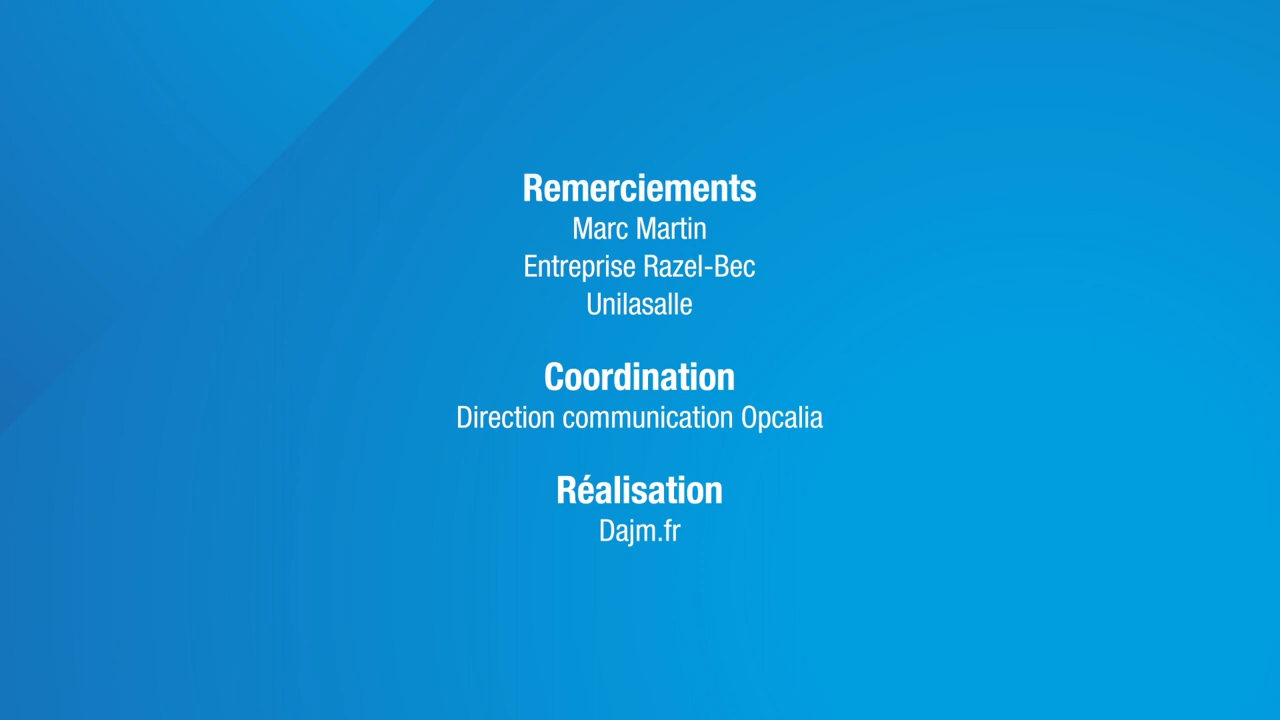 Remerciements
Marc Martin
Entreprise Razel-Bec
Unilasalle
Coordination
Direction communication Opcalia
Réalisation
Dajm.fr